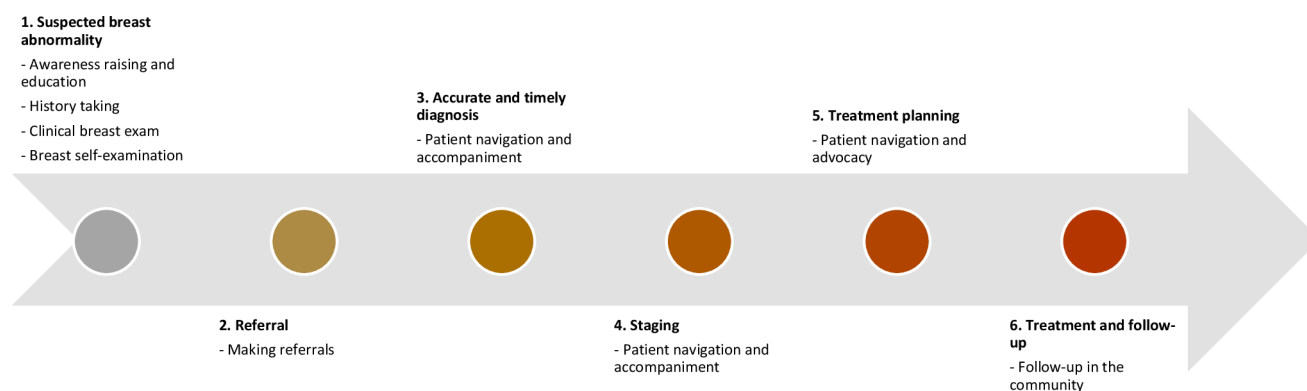 1. Suspected breast
abnormality
- Awareness raising and
education
- History taking
- Clinical breast exam
- Breast self-examination
2. Referral
- Making referrals
3. Accurate and timely
diagnosis
- Patient navigation and
accompaniment
4. Staging
- Patient navigation and
accompaniment
5. Treatment planning
- Patient navigation and
advocacy
6. Treatment and follow-
up
- Follow-up in the
community